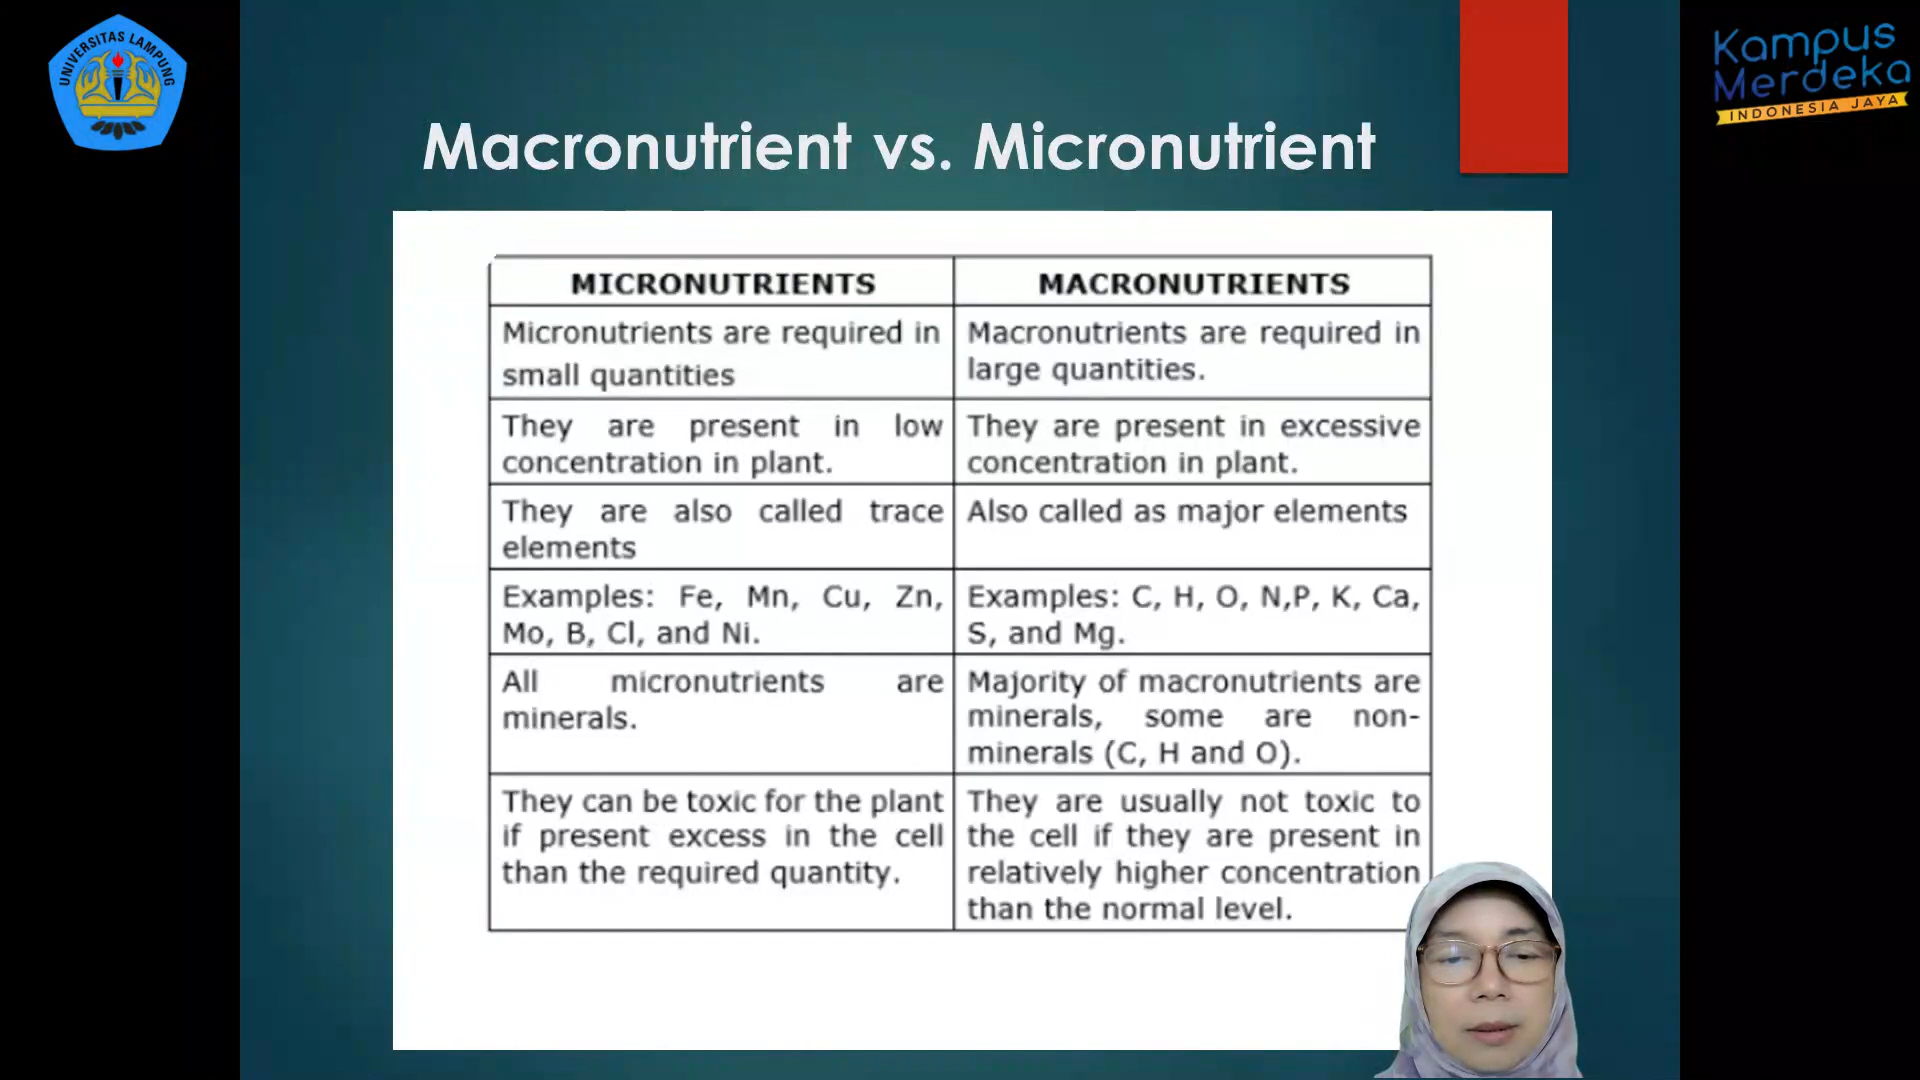 UNIVERSITAS LAMPUNG
Kampus
Merdeka
INDONESIA JAYA
Macronutrient vs. Micronutrient
MICRONUTRIENTS
MACRONUTRIENTS
Micronutrients are required in
small quantities
Macronutrients are required in
large quantities.
They are present in low
concentration in plant.
They are present in excessive
concentration in plant.
They are also called trace
elements
Also called as major elements
Examples: Fe, Mn, Cu, Zn,
Mo, B, Cl, and Ni.
Examples: C, H, O, N,P, K, Ca,
S, and Mg.
All micronutrients are
minerals.
Majority of macronutrients are
minerals, some are non-
minerals (C, H and O).
They can be toxic for the plant
if present excess in the cell
than the required quantity.
They are usually not toxic to
the cell if they are present in
relatively higher concentration
than the normal level.